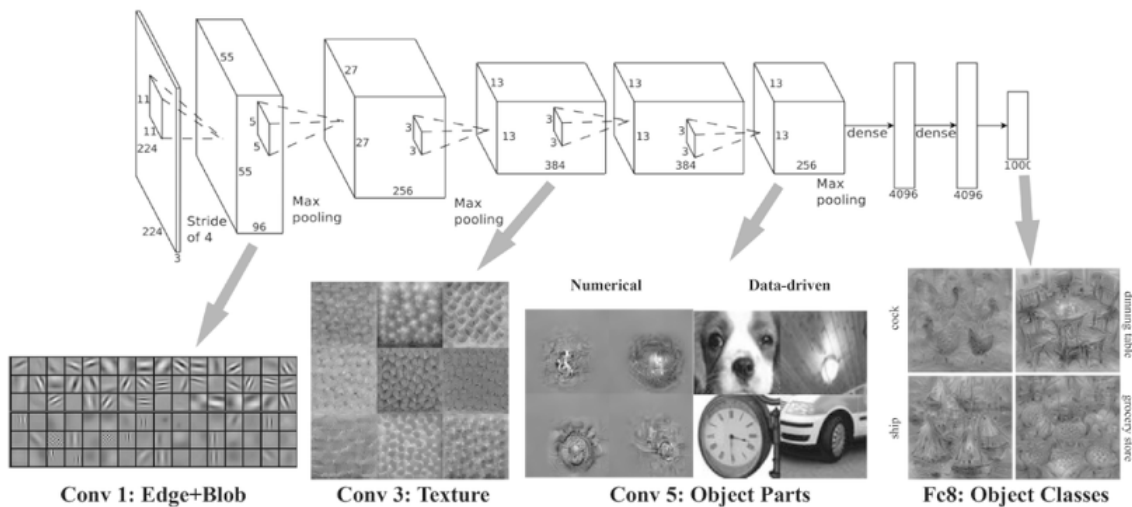 55
27
13
13
13
11
11
5
5
3
3
3
3
3
3
224
55
27
13
13
13
dense
dense
384
384
256
256
1000
4096
4096
224
3
Stride
of 4
96
Max
pooling
Max
pooling
Max
pooling
Numerical
Data-driven
cock
ship
dinning table
grocery store
Conv 1: Edge+Blob
Conv 3: Texture
Conv 5: Object Parts
Fc8: Object Classes